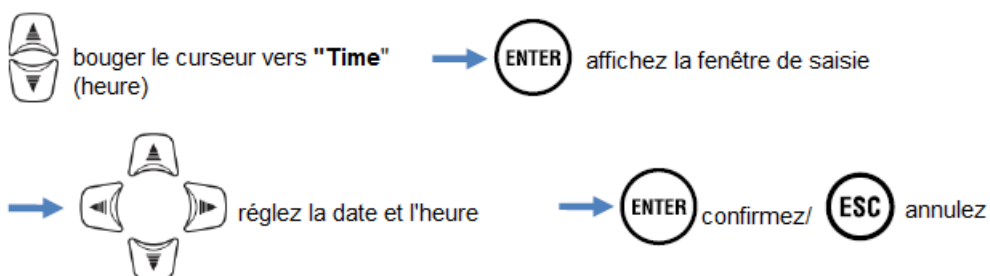 bouger le curseur vers "Time"
(heure)
ENTER
affichez la fenêtre de saisie
réglez la date et l'heure
ENTER
confirmez/
ESC
annulez